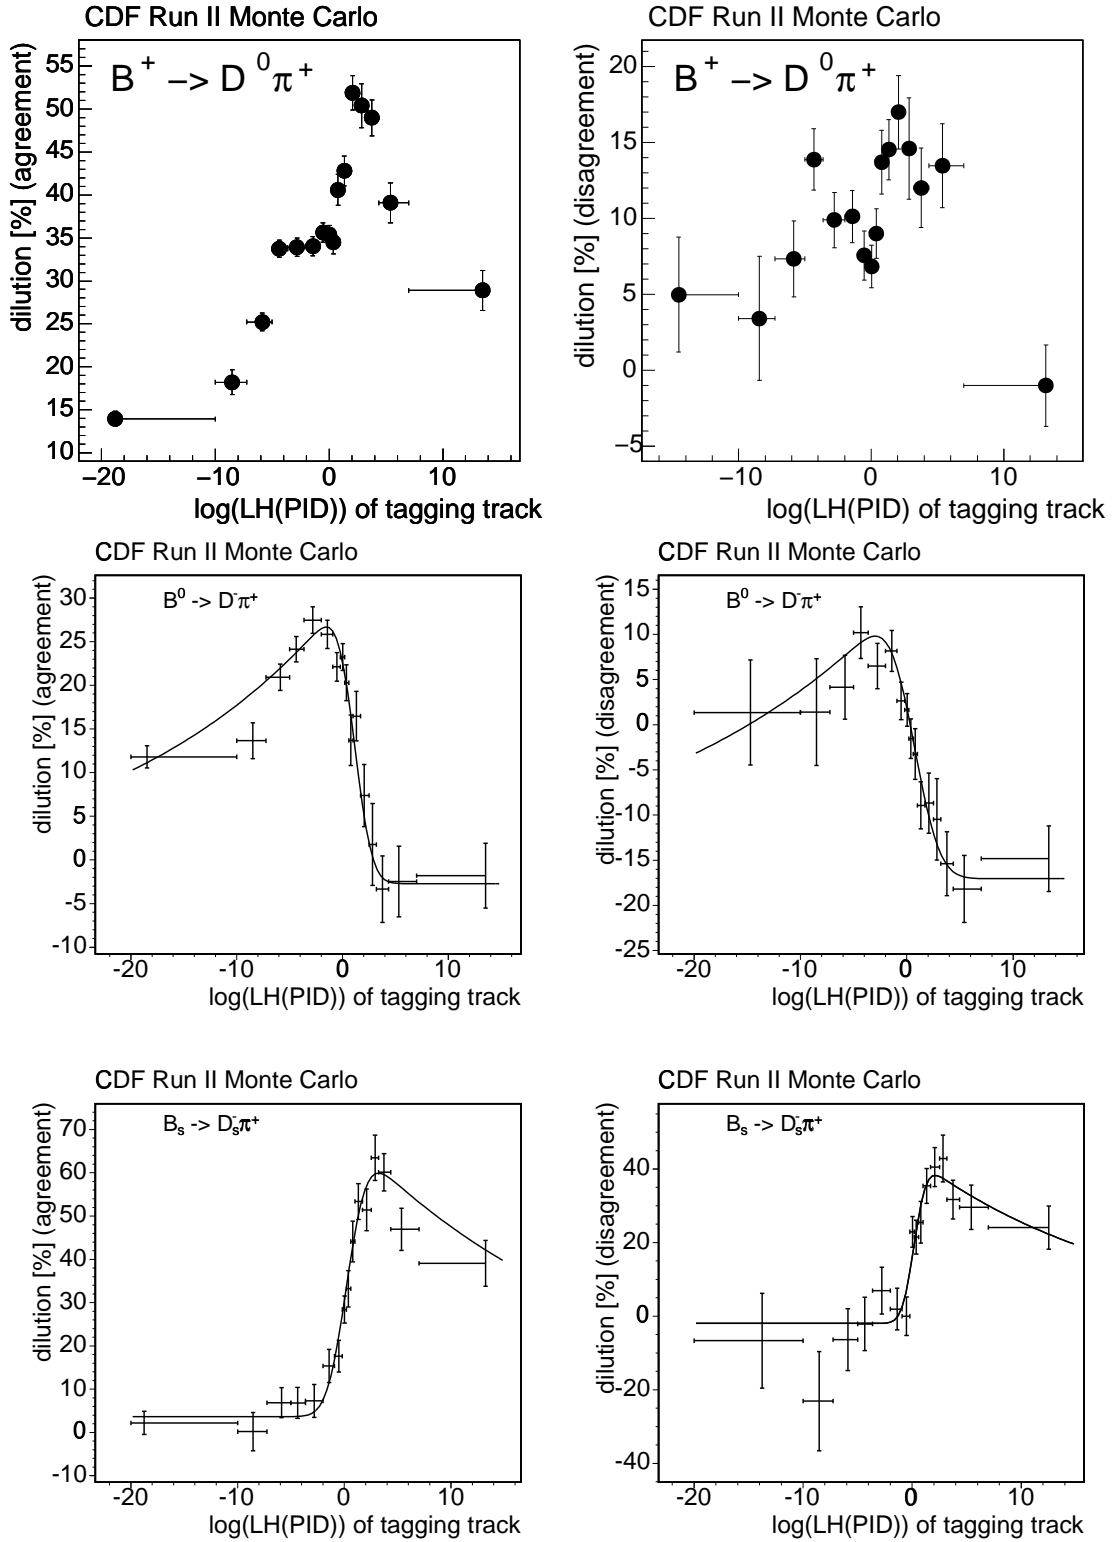 CDF Run II Monte Carlo
B⁺ −> D⁰π⁺
dilution [%] (agreement)
55
50
45
40
35
30
25
20
15
10
−20 −10 0 10
log(LH(PID)) of tagging track
CDF Run II Monte Carlo
B⁺ −> D⁰π⁺
dilution [%] (disagreement)
20
15
10
5
0
−5
−10 0 10
log(LH(PID) of tagging track
CDF Run II Monte Carlo
B⁰ -> D⁻π⁺
dilution [%] (agreement)
30
25
20
15
10
5
0
-5
-10
-20 -10 0 10
log(LH(PID)) of tagging track
CDF Run II Monte Carlo
B⁰ -> D⁻π⁺
dilution [%] (disagreement)
15
10
5
0
-5
-10
-15
-20
-25
-20 -10 0 10
log(LH(PID)) of tagging track
CDF Run II Monte Carlo
Bₛ -> Dₛ⁻π⁺
dilution [%] (agreement)
70
60
50
40
30
20
10
0
-10
-20 -10 0 10
log(LH(PID)) of tagging track
CDF Run II Monte Carlo
Bₛ -> Dₛ⁻π⁺
dilution [%] (disagreement)
40
20
0
-20
-40
-20 -10 0 10
log(LH(PID)) of tagging track